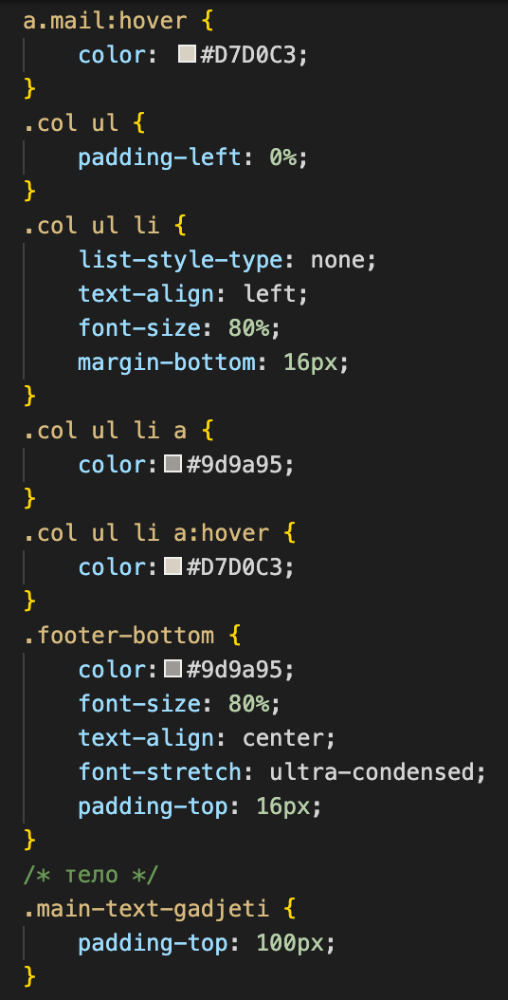 a.mail:hover {
    color: #D7D0C3;
}
.col ul {
    padding-left: 0%;
}
.col ul li {
    list-style-type: none;
    text-align: left;
    font-size: 80%;
    margin-bottom: 16px;
}
.col ul li a {
    color:#9d9a95;
}
.col ul li a:hover {
    color:#D7D0C3;
}
.footer-bottom {
    color:#9d9a95;
    font-size: 80%;
    text-align: center;
    font-stretch: ultra-condensed;
    padding-top: 16px;
}
/* тело */
.main-text-gadjeti {
    padding-top: 100px;
}